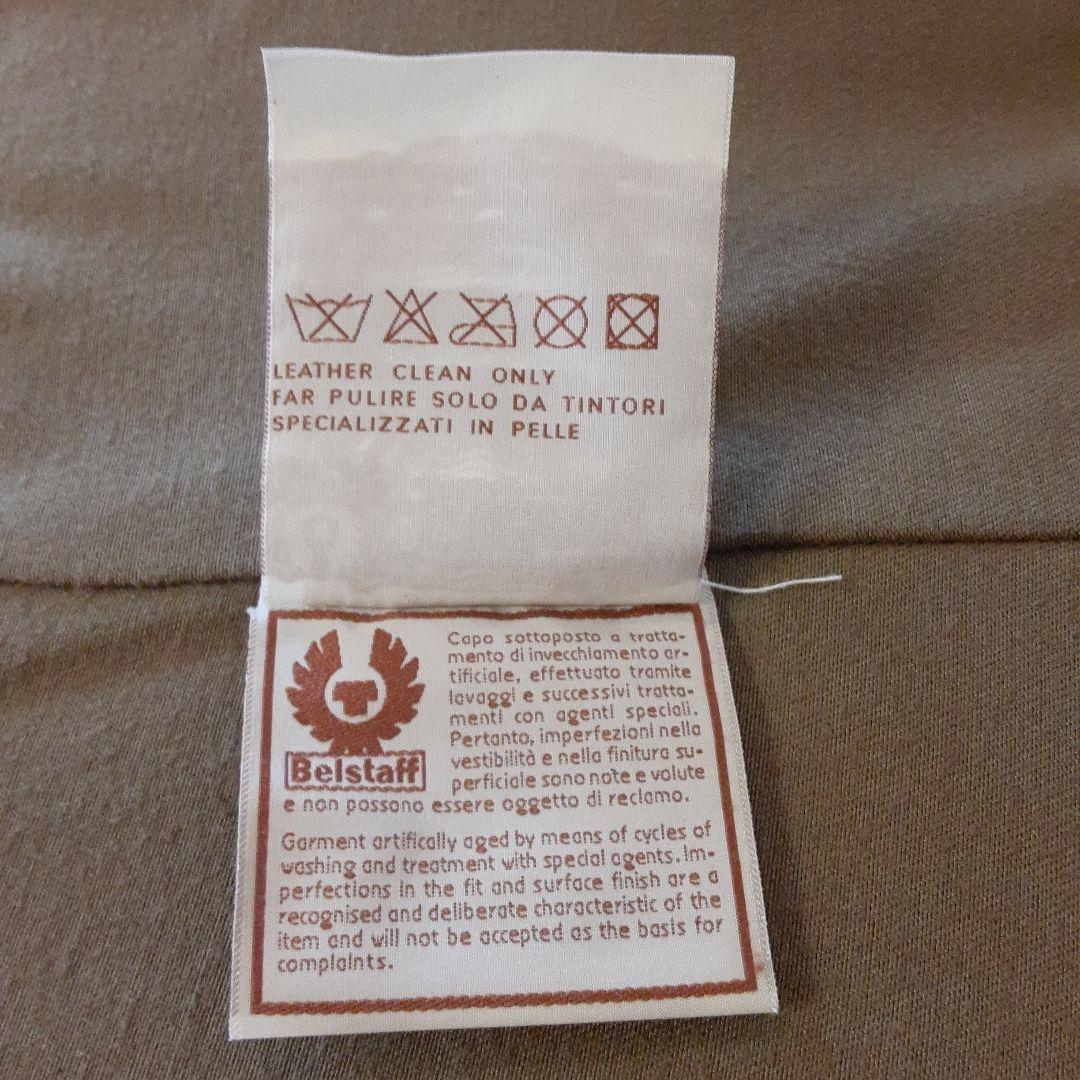 LEATHER CLEAN ONLY
FAR PULIRE SOLO DA TINTORI
SPECIALIZZATI IN PELLE
Belstaff
Capo sottoposto a tratta-
mento di invecchiamento ar-
tificiale, effettuato tramite
lavaggi e successivi tratta-
menti con agenti speciali.
Pertanto, imperfezioni nella
vestibilità e nella finitura su-
perficiale sono note e volute
e non possono essere oggetto di reclamo.
Garment artifically aged by means of cycles of
washing and treatment with special agents. Im-
perfections in the fit and surface finish are a
recognised and deliberate characteristic of the
item and will not be accepted as the basis for
complaints.